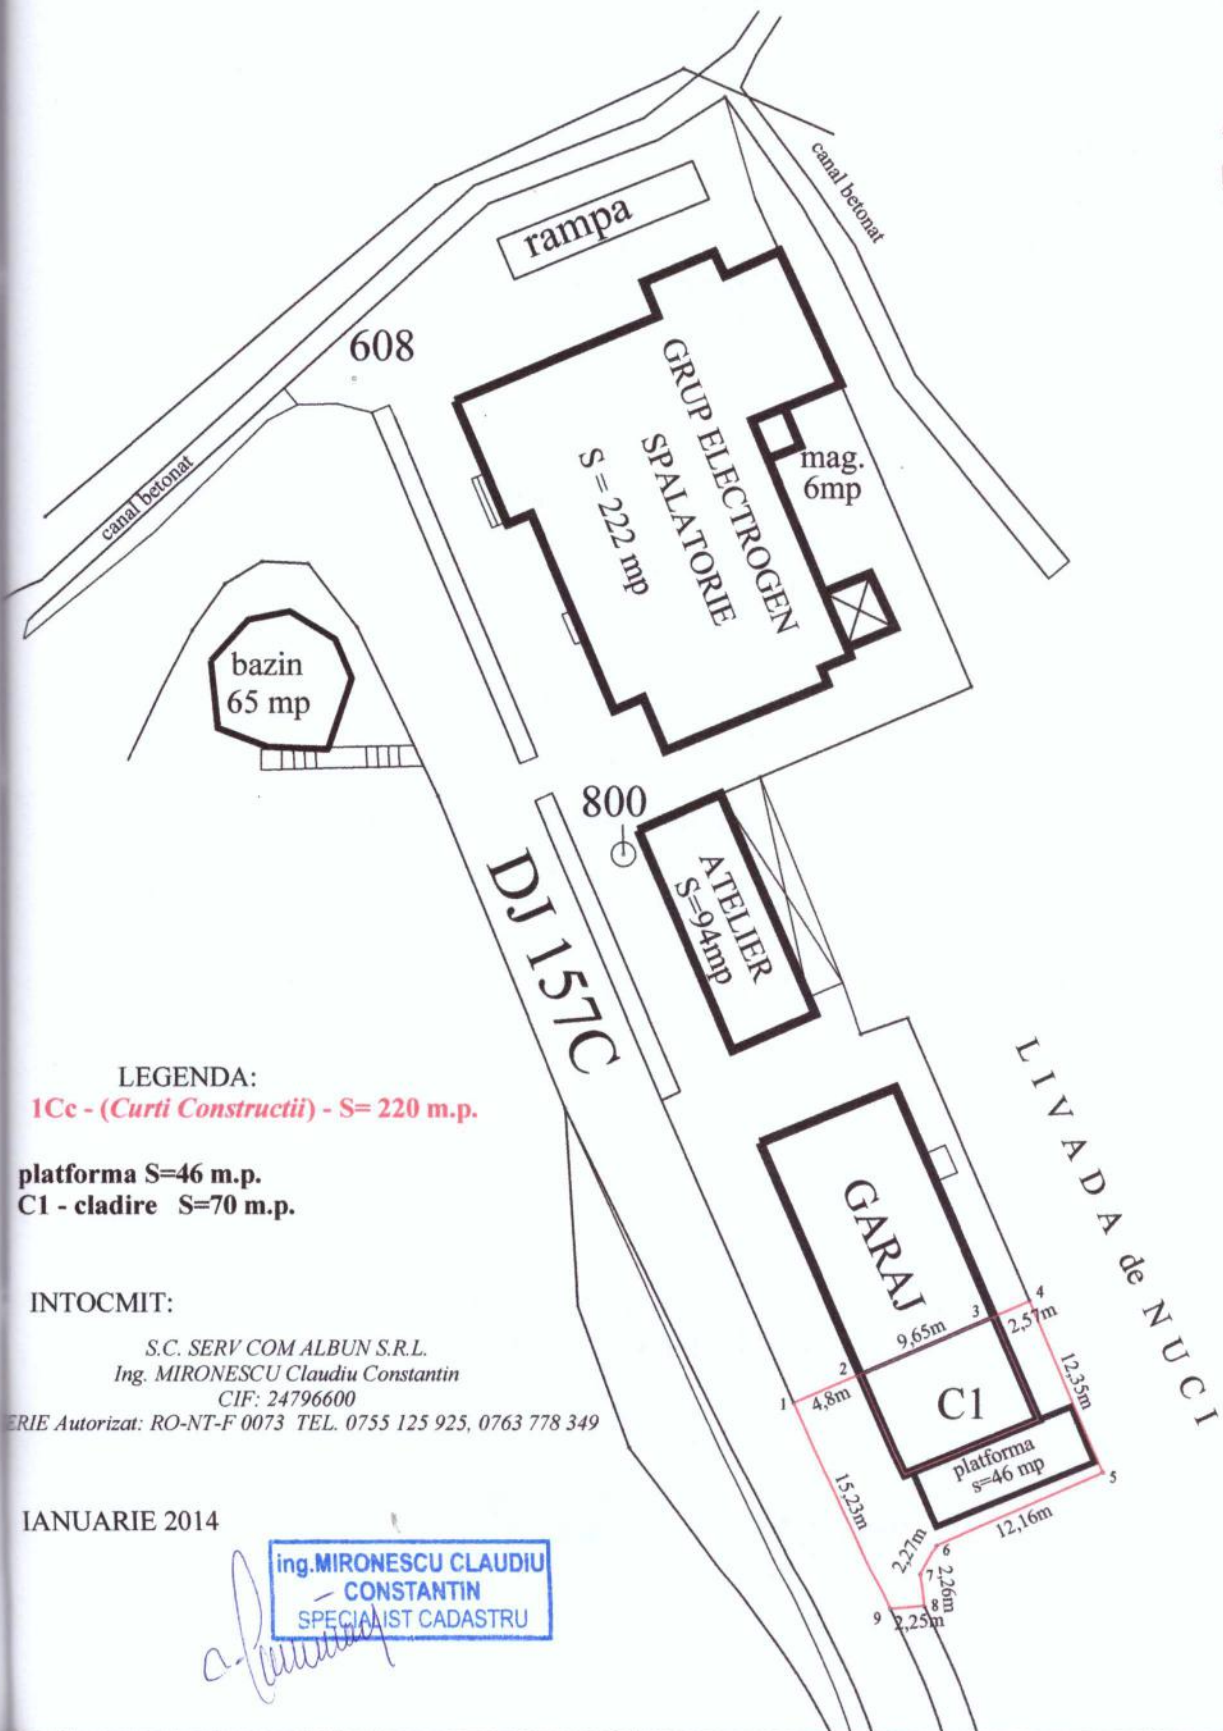 canal betonat
rampa
608
GRUP ELECTROGEN
SPALATORIE
S = 222 mp
mag.
6mp
canal betonat
bazin
65 mp
800
ATELIER
S=94mp
DJ 157C
LEGENDA:
1Cc - (Curti Constructii) - S= 220 m.p.
platforma S=46 m.p.
C1 - cladire S=70 m.p.
LIVADA de NUCI
GARAJ
1
4,8m
2
9,65m
3
2,57m
4
12,35m
C1
platforma
s=46 mp
5
12,16m
15,23m
2,27m
6
7
2,26m
8
9
2,25m
INTOCMIT:
S.C. SERV COM ALBUN S.R.L.
Ing. MIRONESCU Claudiu Constantin
CIF: 24796600
ERIE Autorizat: RO-NT-F 0073 TEL. 0755 125 925, 0763 778 349
IANUARIE 2014
ing.MIRONESCU CLAUDIU
CONSTANTIN
SPECIALIST CADASTRU